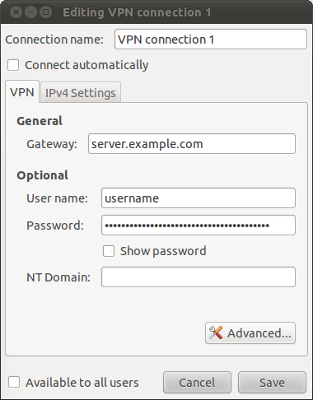 Editing VPN connection 1
Connection name: VPN connection 1
Connect automatically
VPN IPv4 Settings
General
Gateway: server.example.com
Optional
User name: username
Password: ••••••••••••••••••••••••••••••••••••••••
Show password
NT Domain:
Advanced...
Available to all users Cancel Save